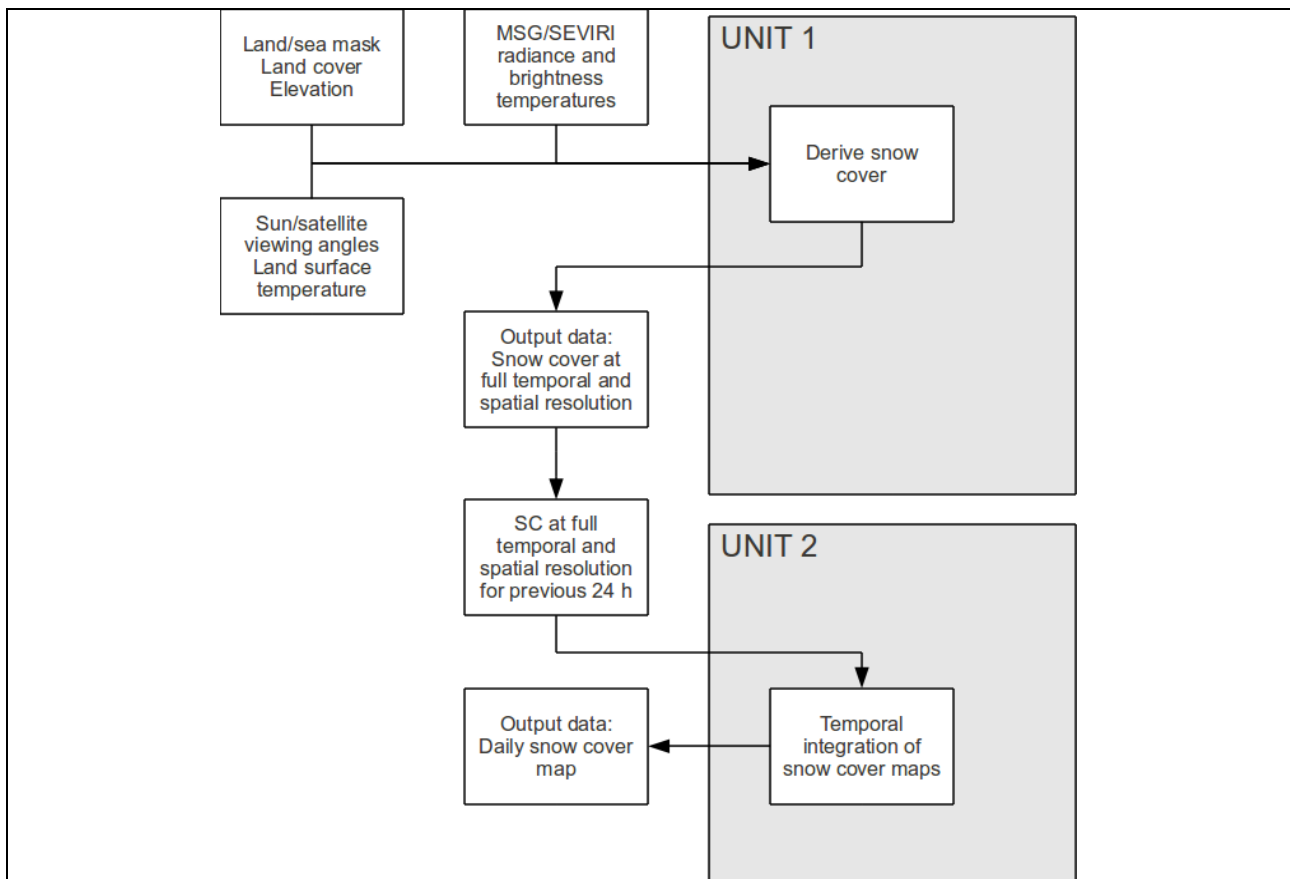 Land/sea mask
Land cover
Elevation
MSG/SEVIRI
radiance and
brightness
temperatures
UNIT 1
Derive snow
cover
Sun/satellite
viewing angles
Land surface
temperature
Output data:
Snow cover at
full temporal and
spatial resolution
SC at full
temporal and
spatial resolution
for previous 24 h
UNIT 2
Temporal
integration of
snow cover maps
Output data:
Daily snow cover
map